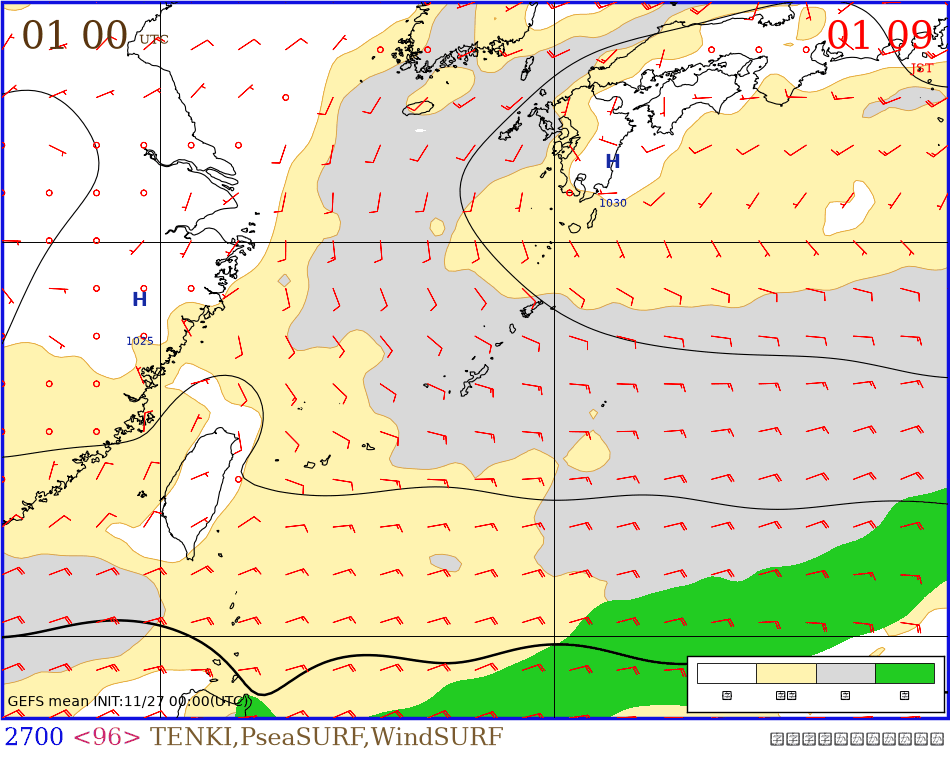 01 00 UTC
01 09 JST
H
1030
H
1025
GEFS mean INIT:11/27 00:00(UTC)
2700 <96> TENKI,PseaSURF,WindSURF